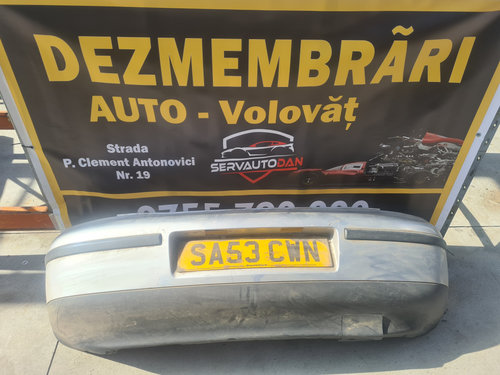 DEZMEMBRĂRI
AUTO - Volovăț
Strada
P. Clement Antonovici
Nr. 19
SERVAUTODAN
SA53 CWN